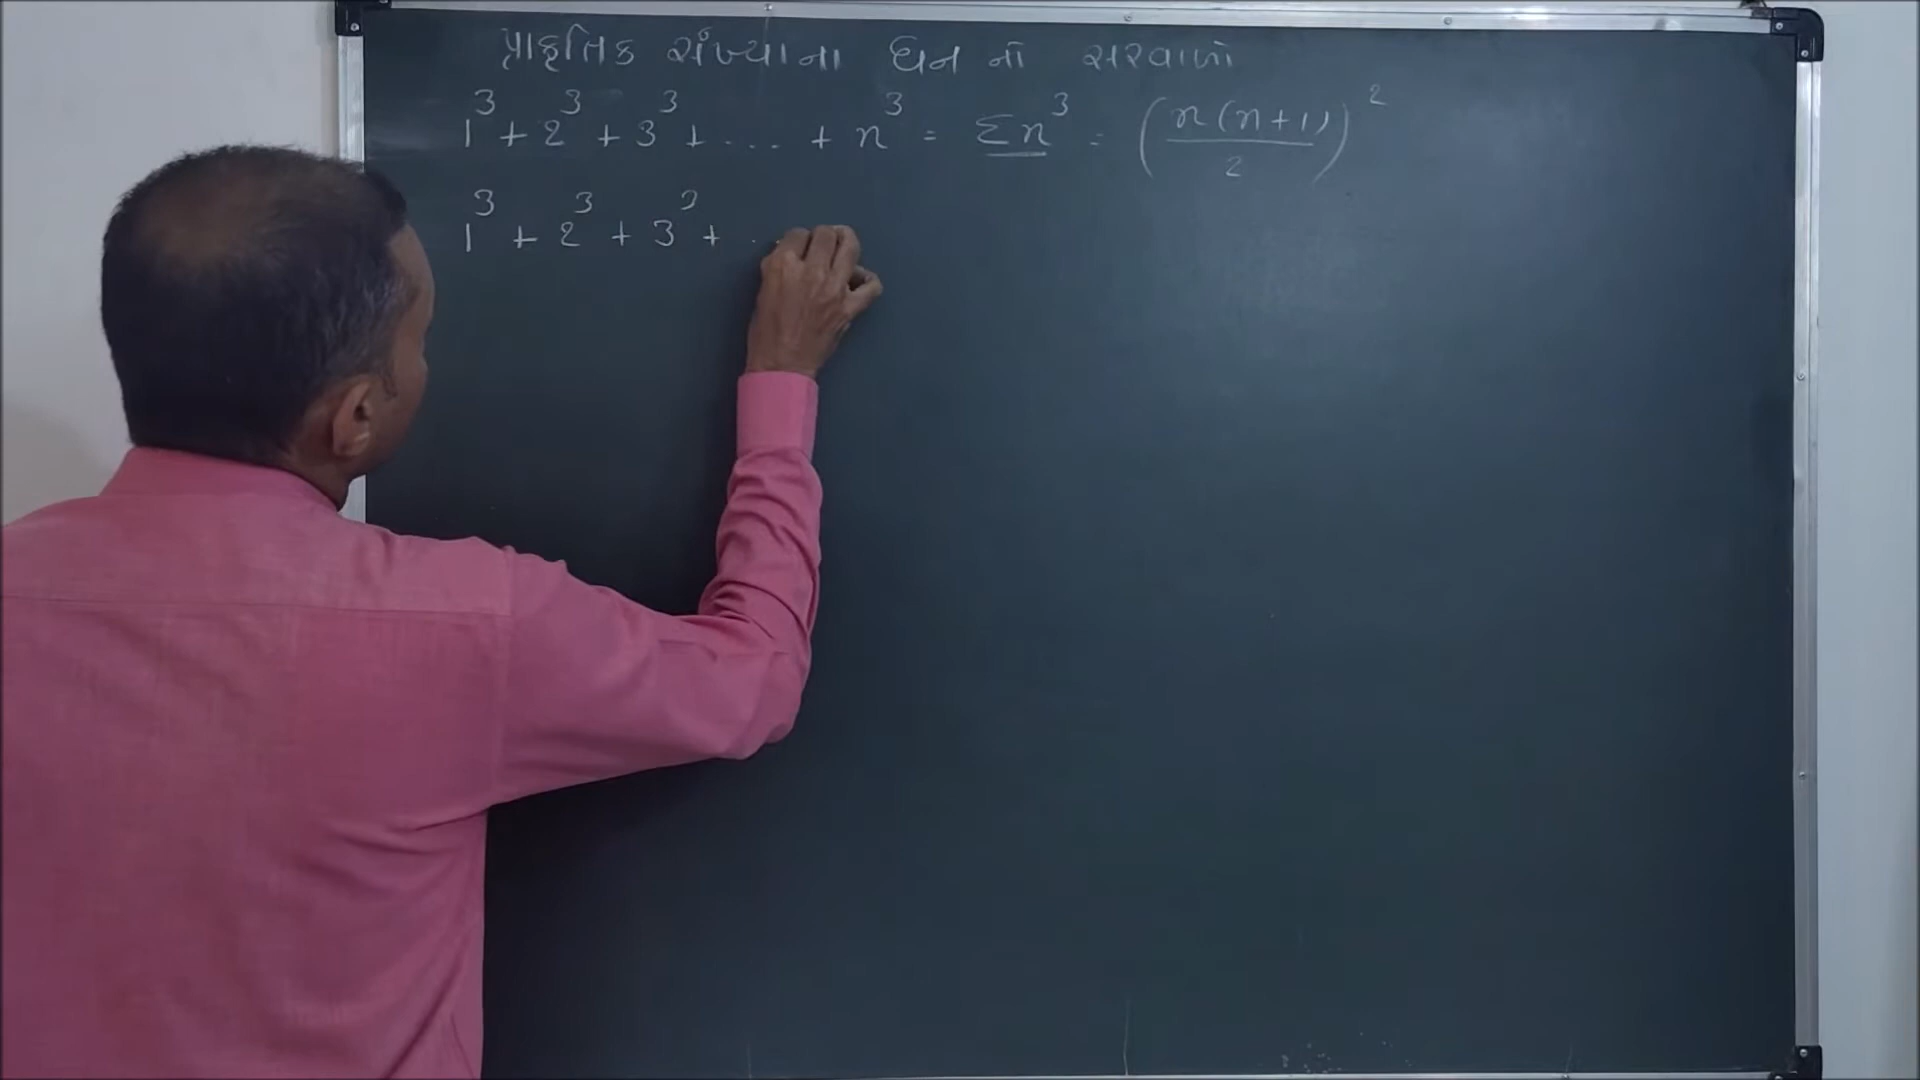 પ્રાકૃતિક સંખ્યાના ઘન નો સરવાળો
1³ + 2³ + 3³ + ... + n³ = Σn³ = (n(n+1)/2)²
1³ + 2³ + 3³ + ..